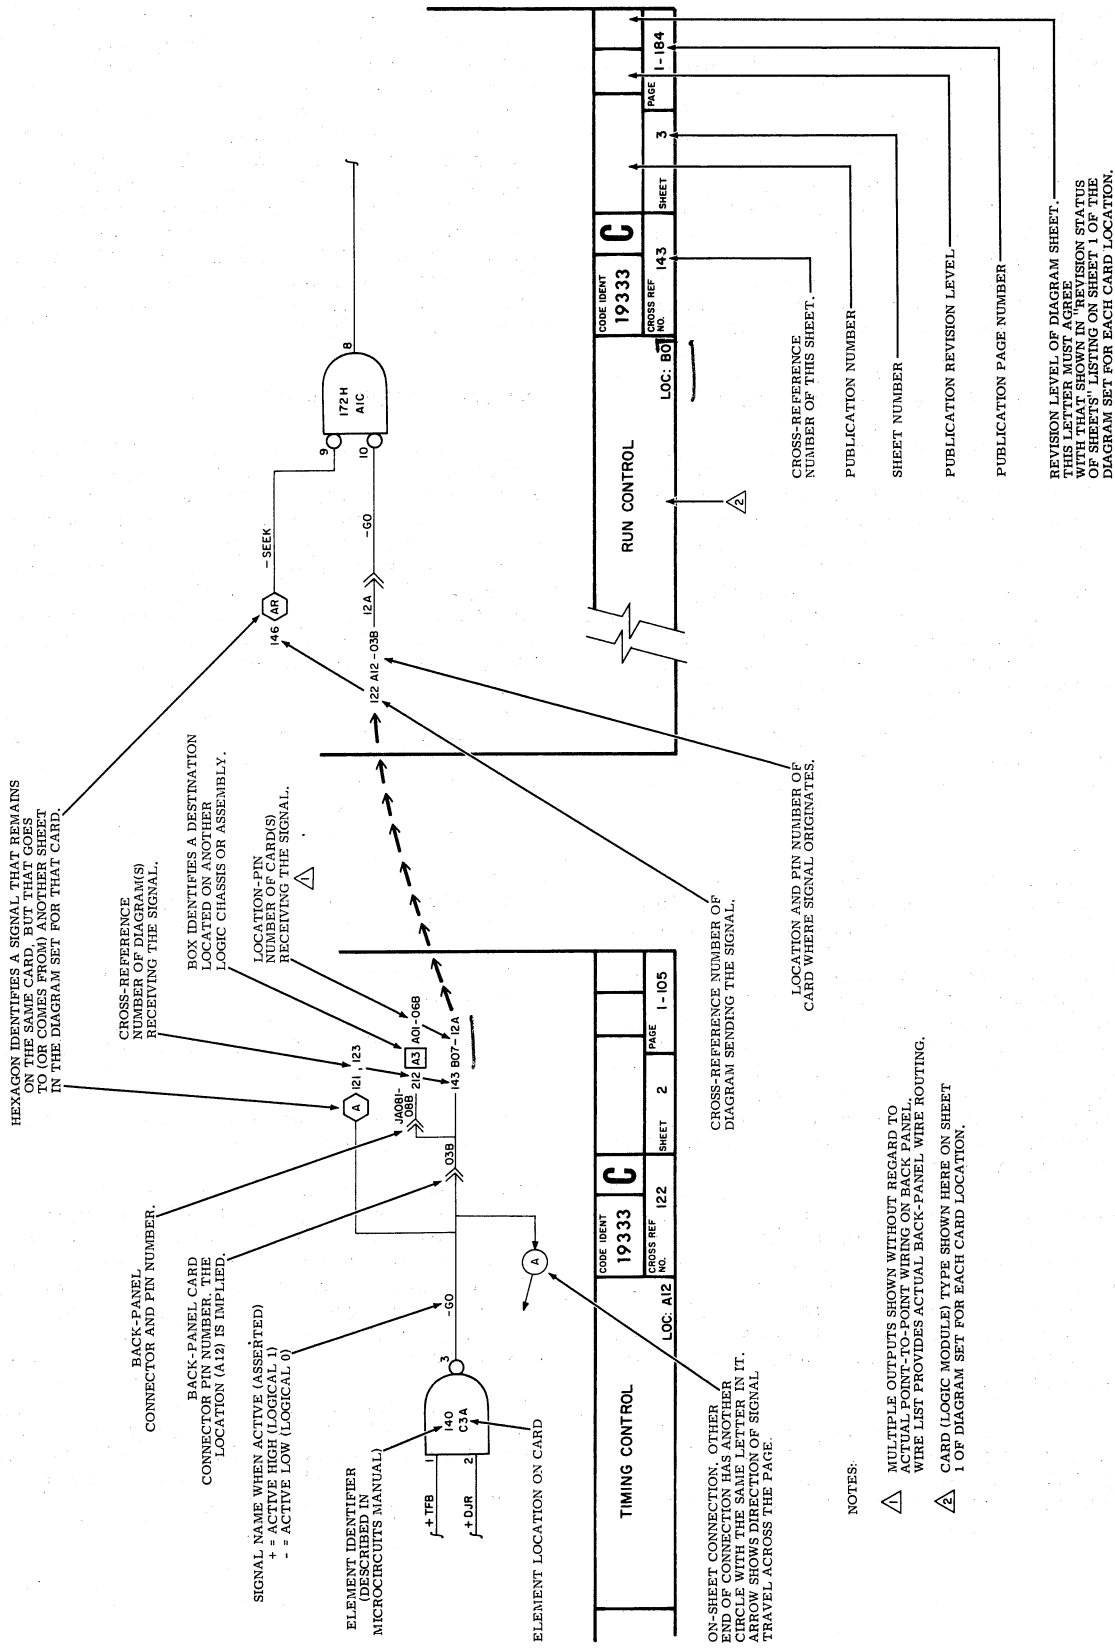 HEXAGON IDENTIFIES A SIGNAL THAT REMAINS
ON THE SAME CARD, BUT THAT GOES
TO (OR COMES FROM) ANOTHER SHEET
IN THE DIAGRAM SET FOR THAT CARD.
CROSS-REFERENCE
NUMBER OF DIAGRAM(S)
RECEIVING THE SIGNAL.
BOX IDENTIFIES A DESTINATION
LOCATED ON ANOTHER
LOGIC CHASSIS OR ASSEMBLY.
LOCATION-PIN
NUMBER OF CARD(S)
RECEIVING THE SIGNAL.
1
BACK-PANEL
CONNECTOR AND PIN NUMBER.
BACK-PANEL CARD
CONNECTOR PIN NUMBER. THE
LOCATION (A12) IS IMPLIED.
SIGNAL NAME WHEN ACTIVE (ASSERTED)
+ = ACTIVE HIGH (LOGICAL 1)
- = ACTIVE LOW (LOGICAL 0)
ELEMENT IDENTIFIER
(DESCRIBED IN
MICROCIRCUITS MANUAL)
+ TFB
1
+ DJR
2
140
C3A
3
-GO
A
121, 123
JA081-
08B
212 A3 A01-06B
03B
143 B07-12A
A
ELEMENT LOCATION ON CARD
TIMING CONTROL
LOC: A12
CODE IDENT
19333
C
CROSS REF
NO.
122
SHEET 2
PAGE 1-105
ON-SHEET CONNECTION, OTHER
END OF CONNECTION HAS ANOTHER
CIRCLE WITH THE SAME LETTER IN IT.
ARROW SHOWS DIRECTION OF SIGNAL
TRAVEL ACROSS THE PAGE.
CROSS-REFERENCE NUMBER OF
DIAGRAM SENDING THE SIGNAL.
LOCATION AND PIN NUMBER OF
CARD WHERE SIGNAL ORIGINATES.
146 AR
-SEEK
9
122 A12-03B
12A
-GO
10
172H
A1C
8
RUN CONTROL
LOC: B07
CODE IDENT
19333
C
CROSS REF
NO.
143
SHEET 3
PAGE 1-184
2
CROSS-REFERENCE
NUMBER OF THIS SHEET.
PUBLICATION NUMBER
SHEET NUMBER
PUBLICATION REVISION LEVEL
PUBLICATION PAGE NUMBER
REVISION LEVEL OF DIAGRAM SHEET.
THIS LETTER MUST AGREE
WITH THAT SHOWN IN "REVISION STATUS
OF SHEETS" LISTING ON SHEET 1 OF THE
DIAGRAM SET FOR EACH CARD LOCATION.
NOTES:
1 MULTIPLE OUTPUTS SHOWN WITHOUT REGARD TO
ACTUAL POINT-TO-POINT WIRING ON BACK PANEL.
WIRE LIST PROVIDES ACTUAL BACK-PANEL WIRE ROUTING.
2 CARD (LOGIC MODULE) TYPE SHOWN HERE ON SHEET
1 OF DIAGRAM SET FOR EACH CARD LOCATION.